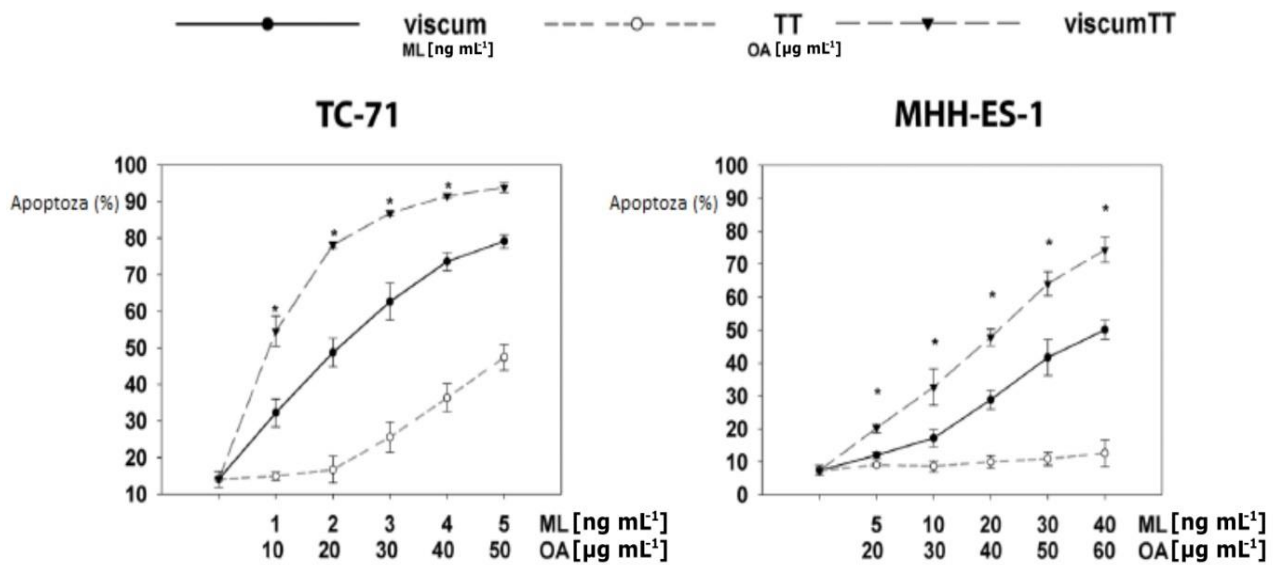 viscum TT viscumTT
ML [ng mL⁻¹] OA [µg mL⁻¹]
TC-71
100
Apoptoza (%) 90
80
70
60
50
40
30
20
10
* * * *
1 2 3 4 5 ML [ng mL⁻¹]
10 20 30 40 50 OA [µg mL⁻¹]
MHH-ES-1
100
Apoptoza (%) 90
80
70
60
50
40
30
20
10
0
* * * * *
5 10 20 30 40 ML [ng mL⁻¹]
20 30 40 50 60 OA [µg mL⁻¹]